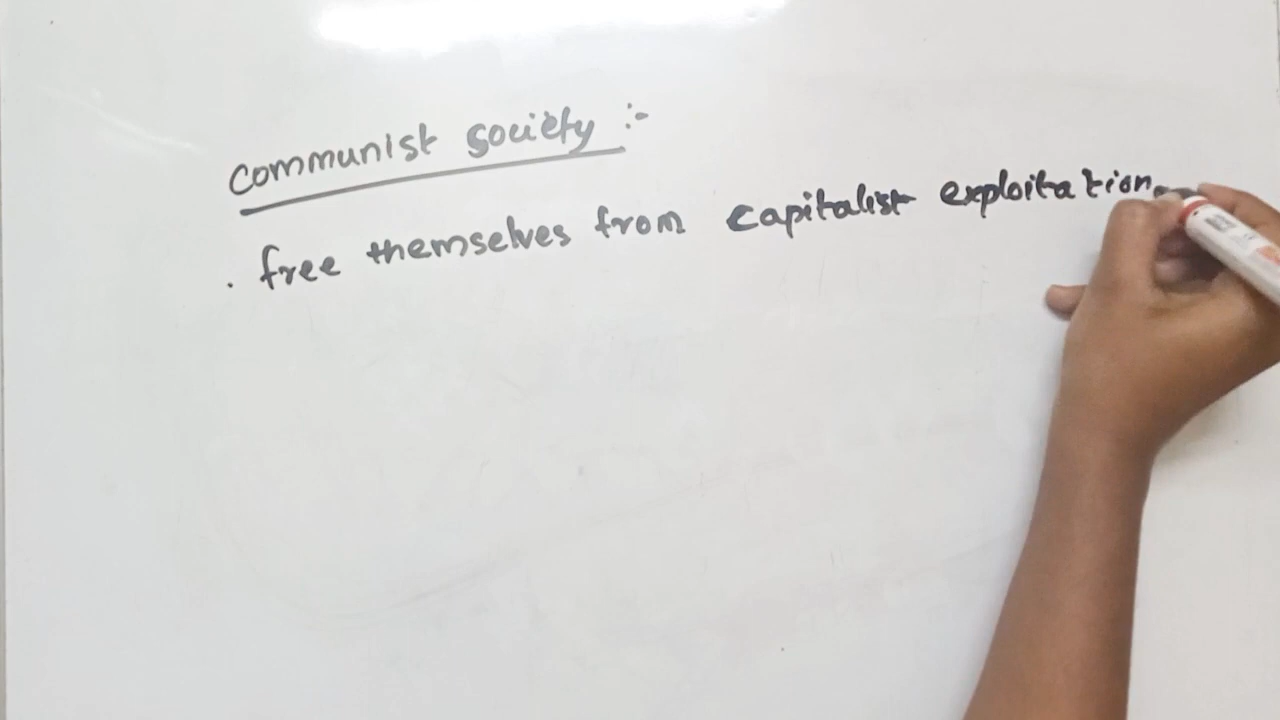 communist society :-
. free themselves from capitalist exploitation.